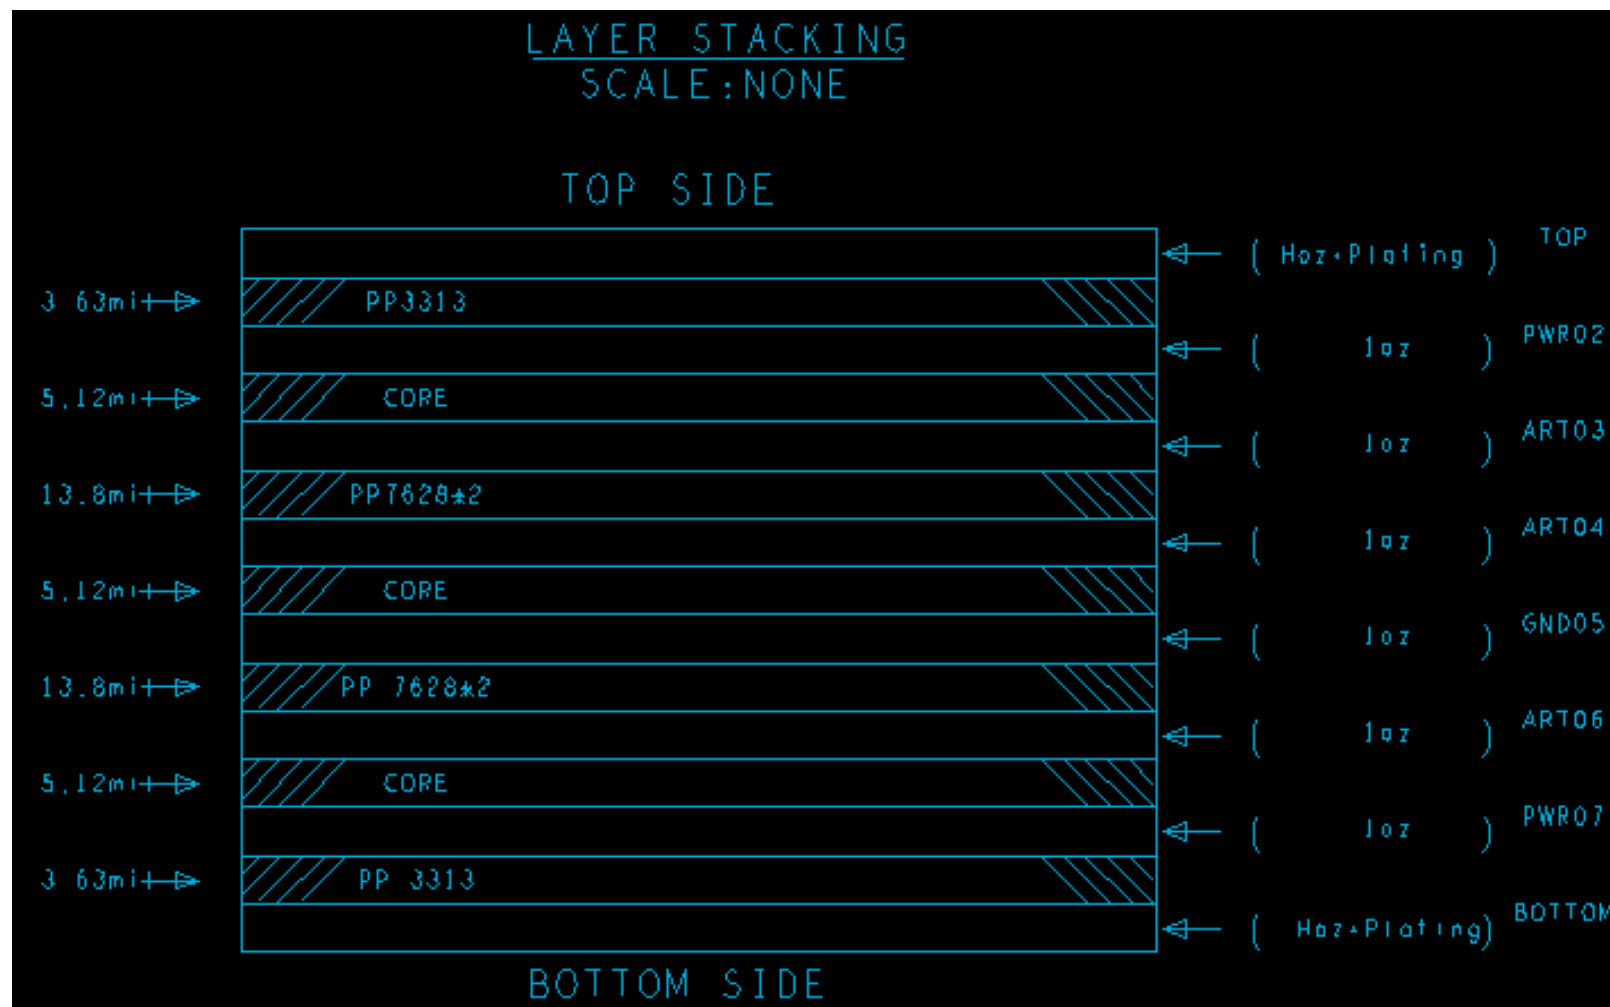 LAYER STACKING
SCALE:NONE
TOP SIDE
TOP
( Hoz+Plating )
3 63mil PP3313
PWR02
( 1oz )
5.12mil CORE
ART03
( 1oz )
13.8mil PP7628*2
ART04
( 1oz )
5.12mil CORE
GND05
( 1oz )
13.8mil PP 7628*2
ART06
( 1oz )
5.12mil CORE
PWR07
( 1oz )
3 63mil PP 3313
BOTTOM
( Hoz+Plating)
BOTTOM SIDE